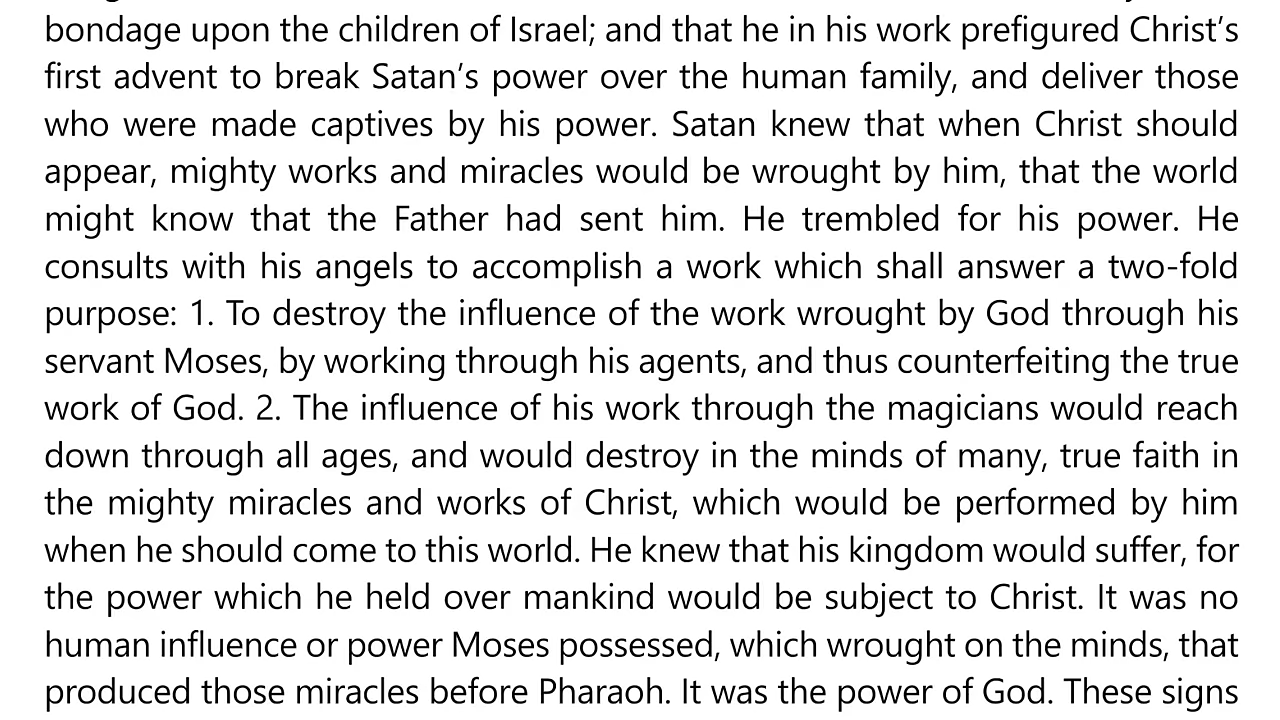 bondage upon the children of Israel; and that he in his work prefigured Christ’s
first advent to break Satan’s power over the human family, and deliver those
who were made captives by his power. Satan knew that when Christ should
appear, mighty works and miracles would be wrought by him, that the world
might know that the Father had sent him. He trembled for his power. He
consults with his angels to accomplish a work which shall answer a two-fold
purpose: 1. To destroy the influence of the work wrought by God through his
servant Moses, by working through his agents, and thus counterfeiting the true
work of God. 2. The influence of his work through the magicians would reach
down through all ages, and would destroy in the minds of many, true faith in
the mighty miracles and works of Christ, which would be performed by him
when he should come to this world. He knew that his kingdom would suffer, for
the power which he held over mankind would be subject to Christ. It was no
human influence or power Moses possessed, which wrought on the minds, that
produced those miracles before Pharaoh. It was the power of God. These signs